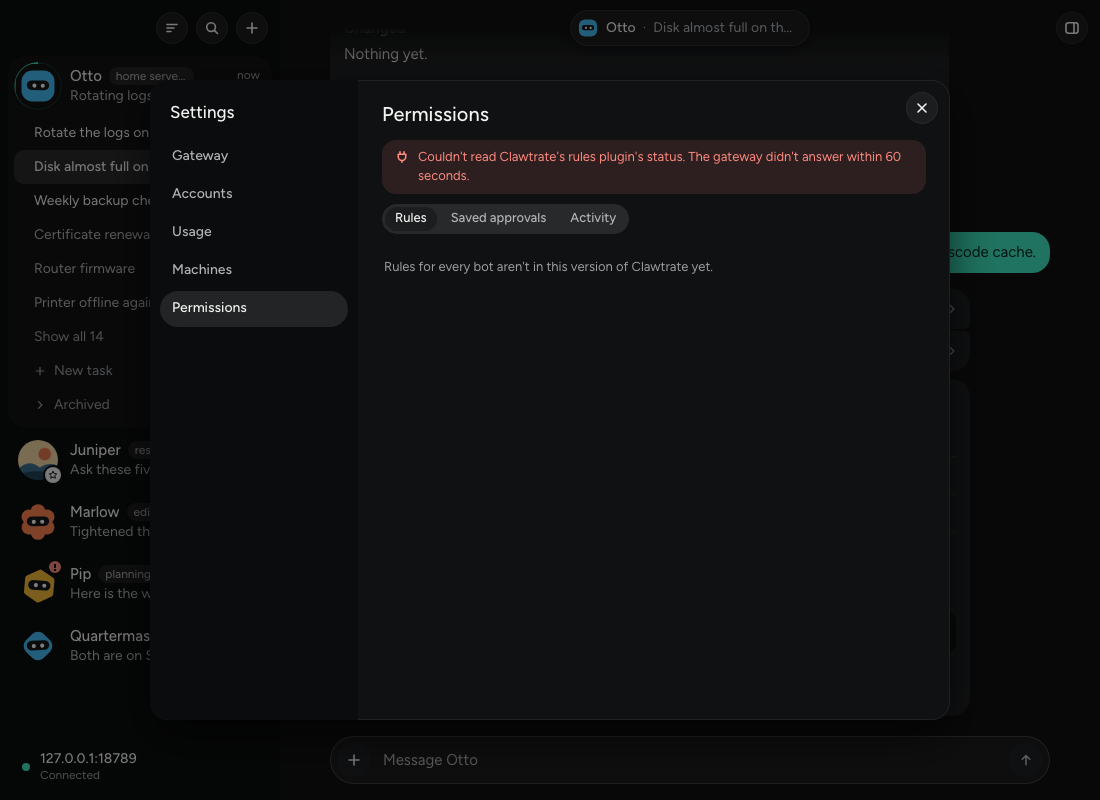 Otto · Disk almost full on th...
Nothing yet.
Otto home serve... now
Rotating logs
Rotate the logs on
Disk almost full on
Weekly backup che
Certificate renewa
Router firmware
Printer offline again
Show all 14
New task
Archived
Juniper res
Ask these fiv
Marlow edi
Tightened th
Pip planning
Here is the w
Quartermas
Both are on S
127.0.0.1:18789
Connected
Settings
Gateway
Accounts
Usage
Machines
Permissions
Permissions
Couldn't read Clawtrate's rules plugin's status. The gateway didn't answer within 60
seconds.
Rules Saved approvals Activity
Rules for every bot aren't in this version of Clawtrate yet.
scode cache.
Message Otto